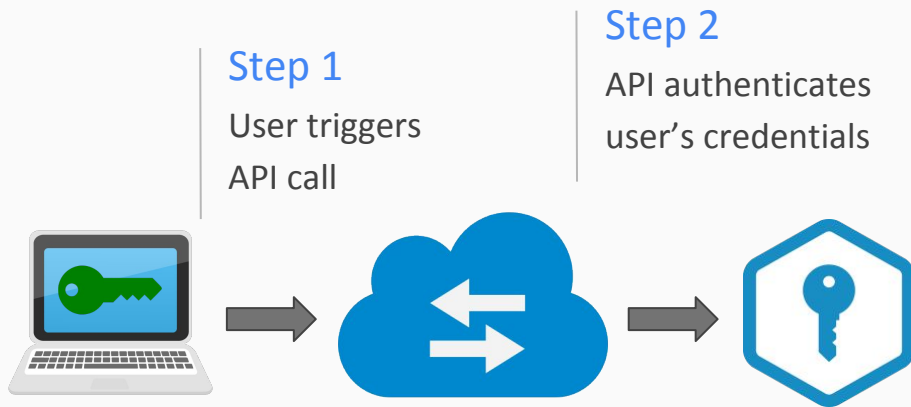 Step 1
User triggers
API call
Step 2
API authenticates
user’s credentials